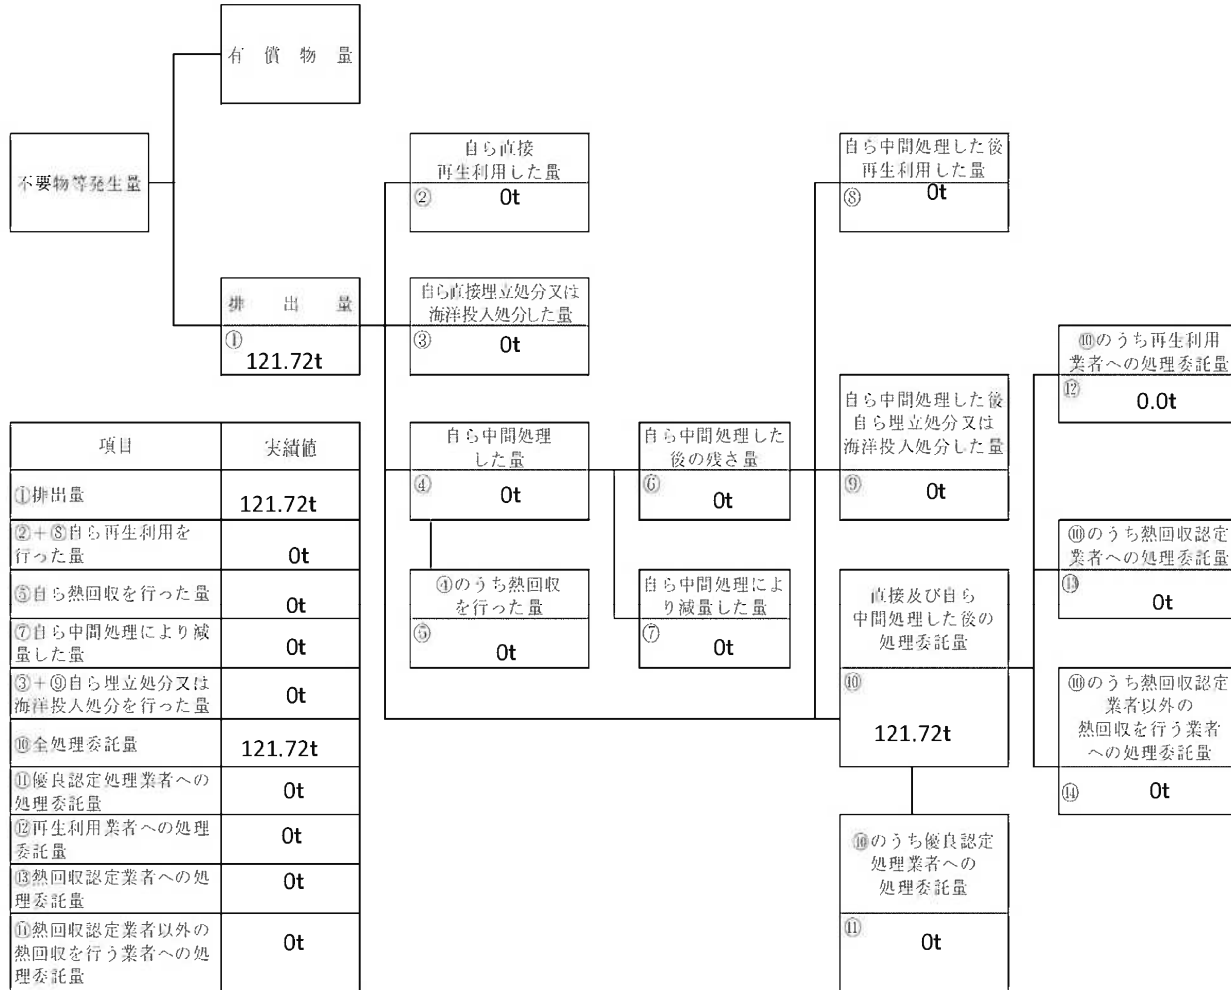 有償物量
不要物等発生量
排出量
①
121.72t
自ら直接
再生利用した量
②
0t
自ら直接埋立処分又は
海洋投入処分した量
③
0t
自ら中間処理
した量
④
0t
④のうち熱回収
を行った量
⑤
0t
自ら中間処理した
後の残さ量
⑥
0t
自ら中間処理によ
り減量した量
⑦
0t
自ら中間処理した後
再生利用した量
⑧
0t
自ら中間処理した後
自ら埋立処分又は
海洋投入処分した量
⑨
0t
直接及び自ら
中間処理した後の
処理委託量
⑩
121.72t
⑩のうち優良認定
処理業者への
処理委託量
⑪
0t
⑩のうち再生利用
業者への処理委託量
⑫
0.0t
⑩のうち熱回収認定
業者への処理委託量
⑬
0t
⑩のうち熱回収認定
業者以外の
熱回収を行う業者
への処理委託量
⑭
0t
項目
実績値
①排出量
121.72t
②+⑧自ら再生利用を
行った量
0t
⑤自ら熱回収を行った量
0t
⑦自ら中間処理により減
量した量
0t
③+⑨自ら埋立処分又は
海洋投入処分を行った量
0t
⑩全処理委託量
121.72t
⑪優良認定処理業者への
処理委託量
0t
⑫再生利用業者への処理
委託量
0t
⑬熱回収認定業者への処
理委託量
0t
⑭熱回収認定業者以外の
熱回収を行う業者への処
理委託量
0t